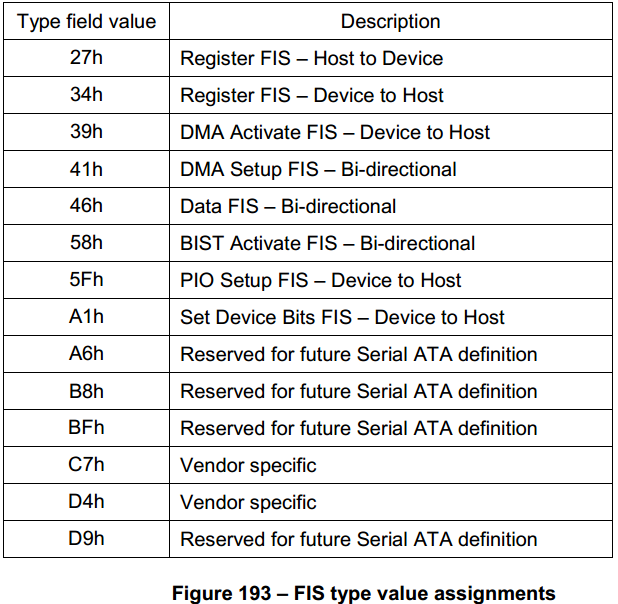 Type field value Description
27h Register FIS – Host to Device
34h Register FIS – Device to Host
39h DMA Activate FIS – Device to Host
41h DMA Setup FIS – Bi-directional
46h Data FIS – Bi-directional
58h BIST Activate FIS – Bi-directional
5Fh PIO Setup FIS – Device to Host
A1h Set Device Bits FIS – Device to Host
A6h Reserved for future Serial ATA definition
B8h Reserved for future Serial ATA definition
BFh Reserved for future Serial ATA definition
C7h Vendor specific
D4h Vendor specific
D9h Reserved for future Serial ATA definition
Figure 193 – FIS type value assignments